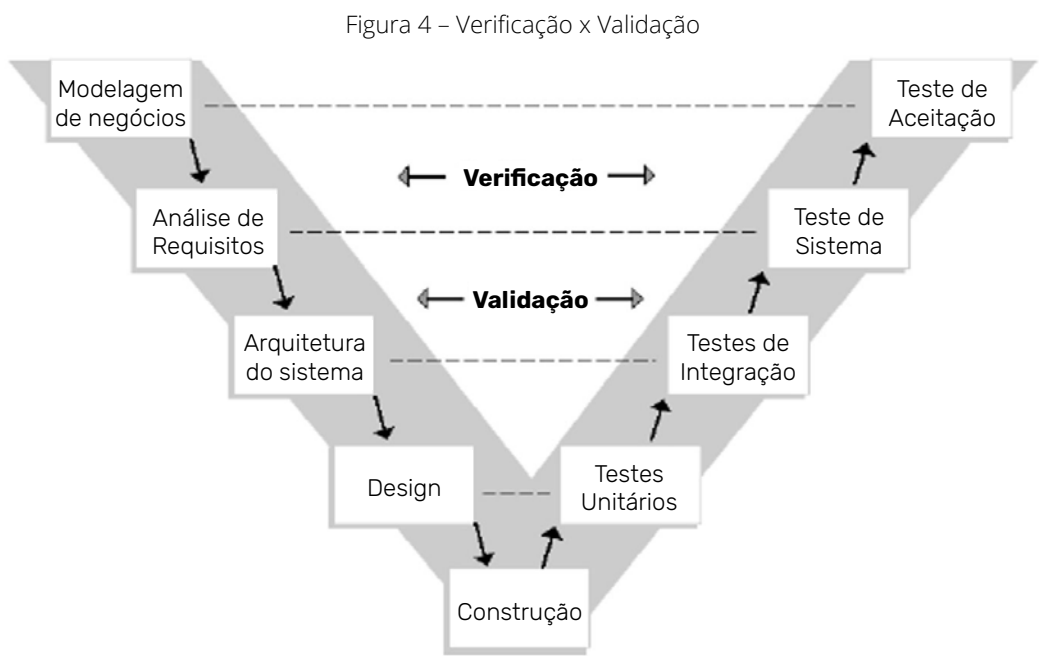 Figura 4 – Verificação x Validação
Modelagem
de negócios
Teste de
Aceitação
Verificação
Análise de
Requisitos
Teste de
Sistema
Validação
Arquitetura
do sistema
Testes de
Integração
Design
Testes
Unitários
Construção